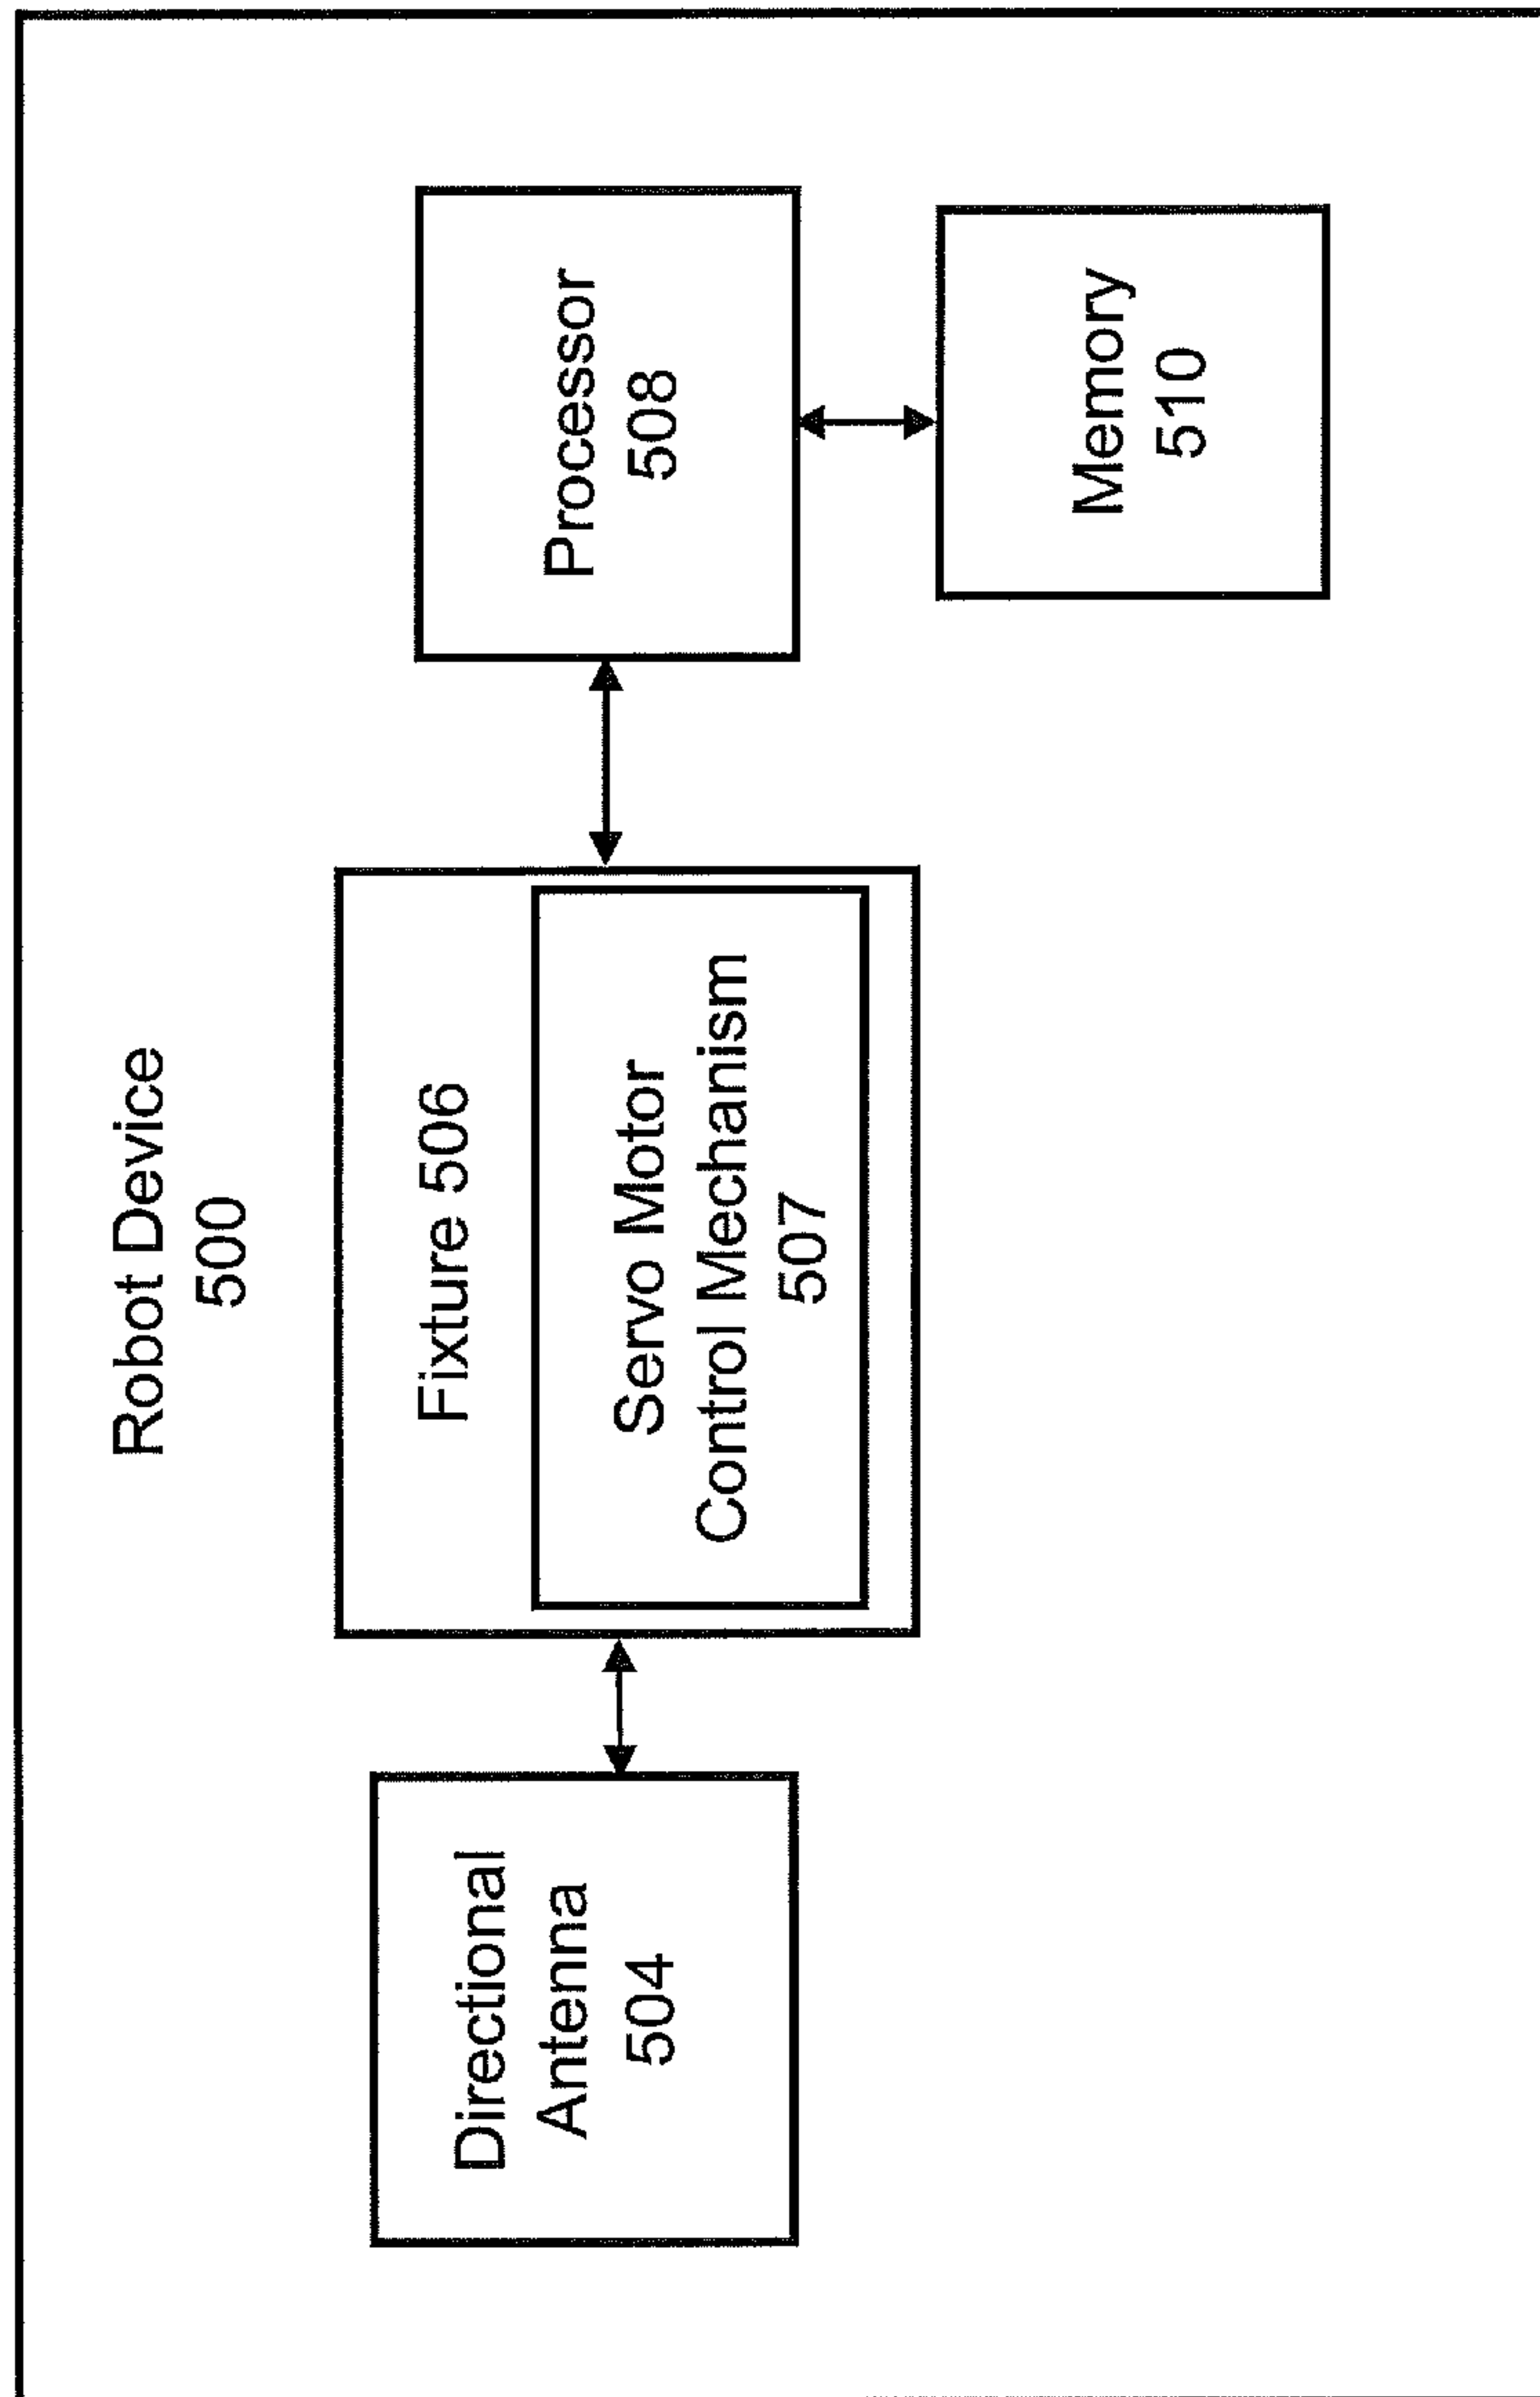 Robot Device
500
Directional
Antenna
504
Fixture 506
Servo Motor
Control Mechanism
507
Processor
508
Memory
510